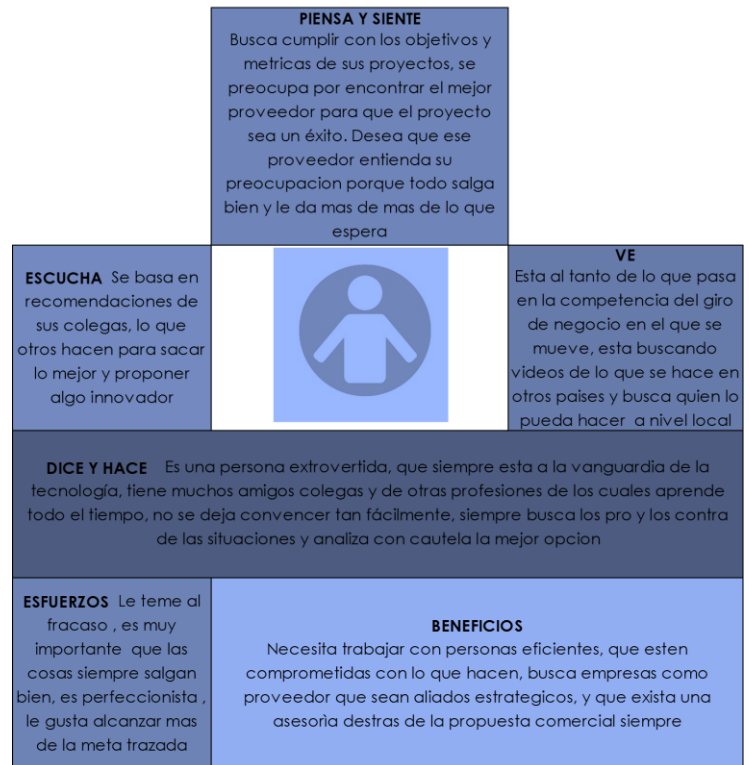 PIENSA Y SIENTE
Busca cumplir con los objetivos y
metricas de sus proyectos, se
preocupa por encontrar el mejor
proveedor para que el proyecto
sea un éxito. Desea que ese
proveedor entienda su
preocupacion porque todo salga
bien y le da mas de mas de lo que
espera
ESCUCHA Se basa en
recomendaciones de
sus colegas, lo que
otros hacen para sacar
lo mejor y proponer
algo innovador
VE
Esta al tanto de lo que pasa
en la competencia del giro
de negocio en el que se
mueve, esta buscando
videos de lo que se hace en
otros paises y busca quien lo
pueda hacer a nivel local
DICE Y HACE Es una persona extrovertida, que siempre esta a la vanguardia de la
tecnología, tiene muchos amigos colegas y de otras profesiones de los cuales aprende
todo el tiempo, no se deja convencer tan fácilmente, siempre busca los pro y los contra
de las situaciones y analiza con cautela la mejor opcion
ESFUERZOS Le teme al
fracaso , es muy
importante que las
cosas siempre salgan
bien, es perfeccionista ,
le gusta alcanzar mas
de la meta trazada
BENEFICIOS
Necesita trabajar con personas eficientes, que esten
comprometidas con lo que hacen, busca empresas como
proveedor que sean aliados estrategicos, y que exista una
asesorìa destras de la propuesta comercial siempre